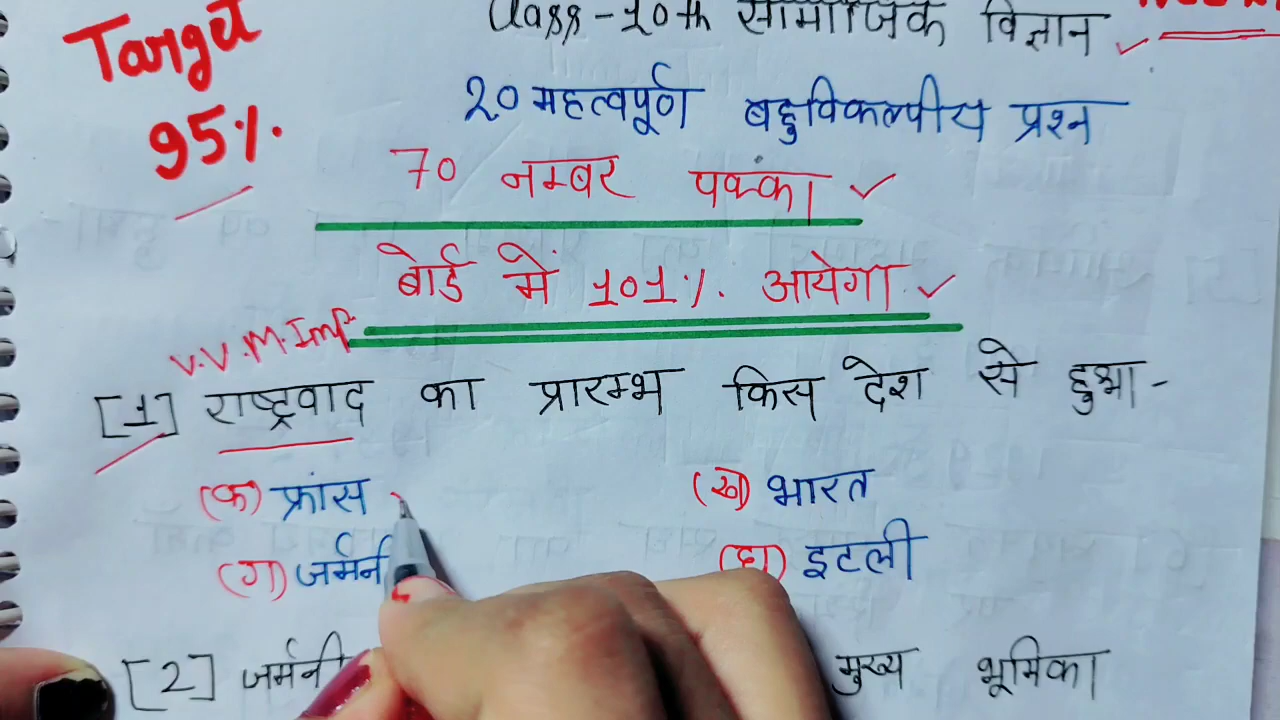 Target
95%.
Class-10th सामाजिक विज्ञान
20 महत्वपूर्ण बहुविकल्पीय प्रश्न
70 नम्बर पक्का
बोर्ड में 101%. आयेगा
V.V.M.Imp
[1] राष्ट्रवाद का प्रारम्भ किस देश से हुआ-
(क) फ्रांस (ख) भारत
(ग) जर्मनी (घ) इटली
[2] जर्मनी मुख्य भूमिका